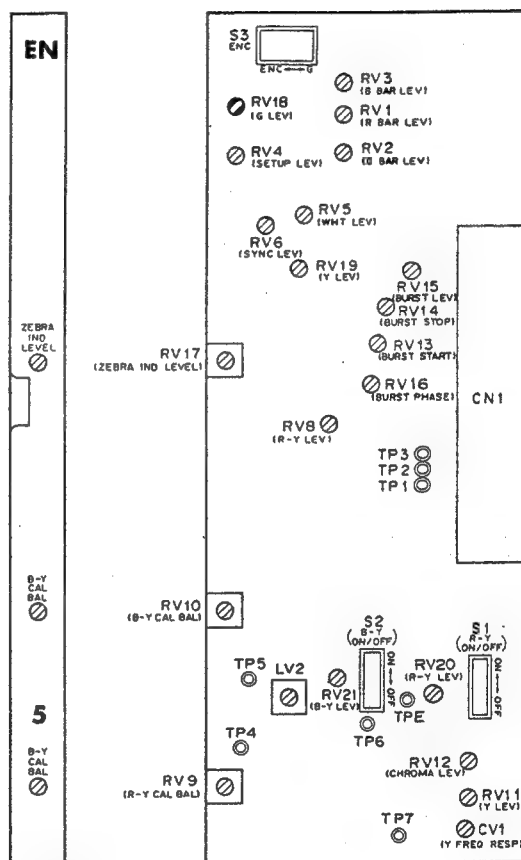 EN
ZEBRA
IND
LEVEL
B-Y
CAL
BAL
5
B-Y
CAL
BAL
S3
ENC
ENC ←→ G
RV3
(B BAR LEV)
RV18
(G LEV)
RV1
(R BAR LEV)
RV4
(SETUP LEV)
RV2
(G BAR LEV)
RV5
(WHT LEV)
RV6
(SYNC LEV)
RV19
(Y LEV)
RV15
(BURST LEV)
RV14
(BURST STOP)
RV17
(ZEBRA IND LEVEL)
RV13
(BURST START)
RV16
(BURST PHASE)
CN1
RV8
(R-Y LEV)
TP3
TP2
TP1
RV10
(B-Y CAL BAL)
S2
(B-Y
ON/OFF)
ON ←→ OFF
S1
(R-Y
ON/OFF)
ON ←→ OFF
TP5
LV2
RV21
(B-Y LEV)
RV20
(R-Y LEV)
TPE
TP6
TP4
RV12
(CHROMA LEV)
RV9
(R-Y CAL BAL)
RV11
(Y LEV)
TP7
CV1
(Y FREQ RESP)